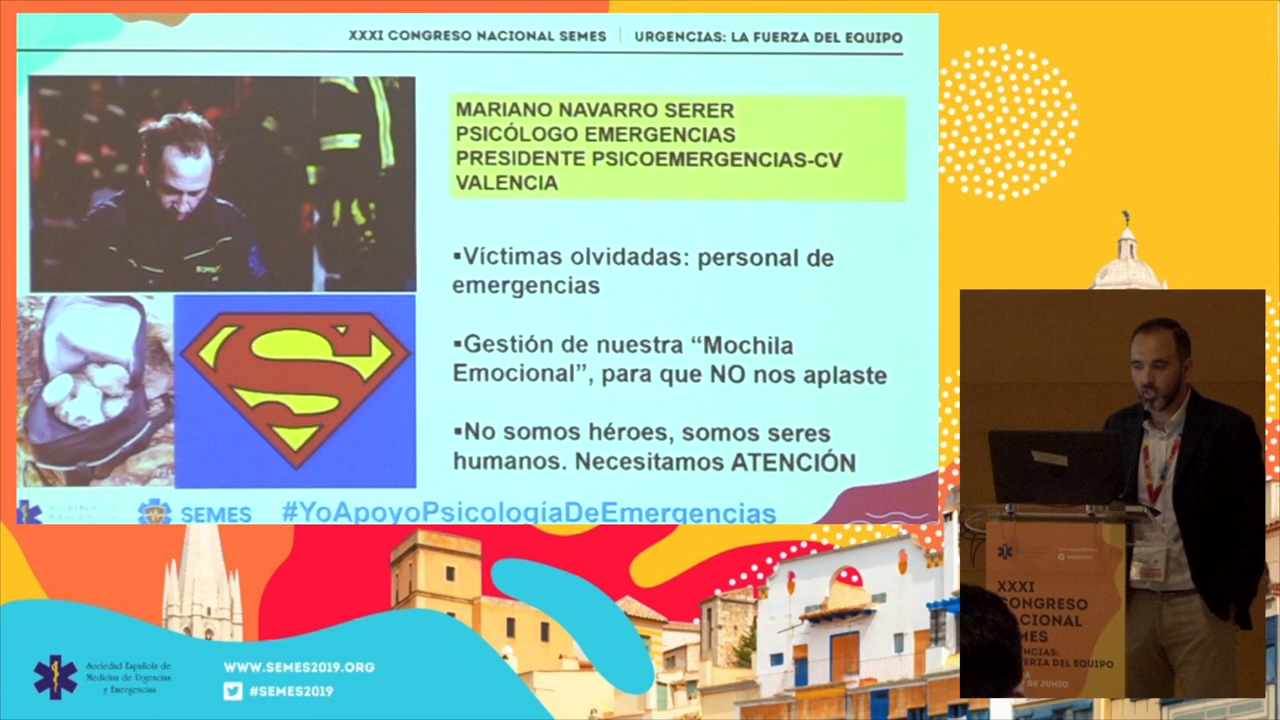 XXXI CONGRESO NACIONAL SEMES
URGENCIAS: LA FUERZA DEL EQUIPO
MARIANO NAVARRO SERER
PSICÓLOGO EMERGENCIAS
PRESIDENTE PSICOEMERGENCIAS-CV
VALENCIA
▪Víctimas olvidadas: personal de
emergencias
▪Gestión de nuestra “Mochila
Emocional”, para que NO nos aplaste
▪No somos héroes, somos seres
humanos. Necesitamos ATENCIÓN
SEMES
#YoApoyoPsicologíaDeEmergencias
XXXI
CONGRESO
NACIONAL
EMES
ENCIAS:
FUERZA DEL EQUIPO
DE JUNIO
Sociedad Española de
Medicina de Urgencias
y Emergencias
WWW.SEMES2019.ORG
#SEMES2019